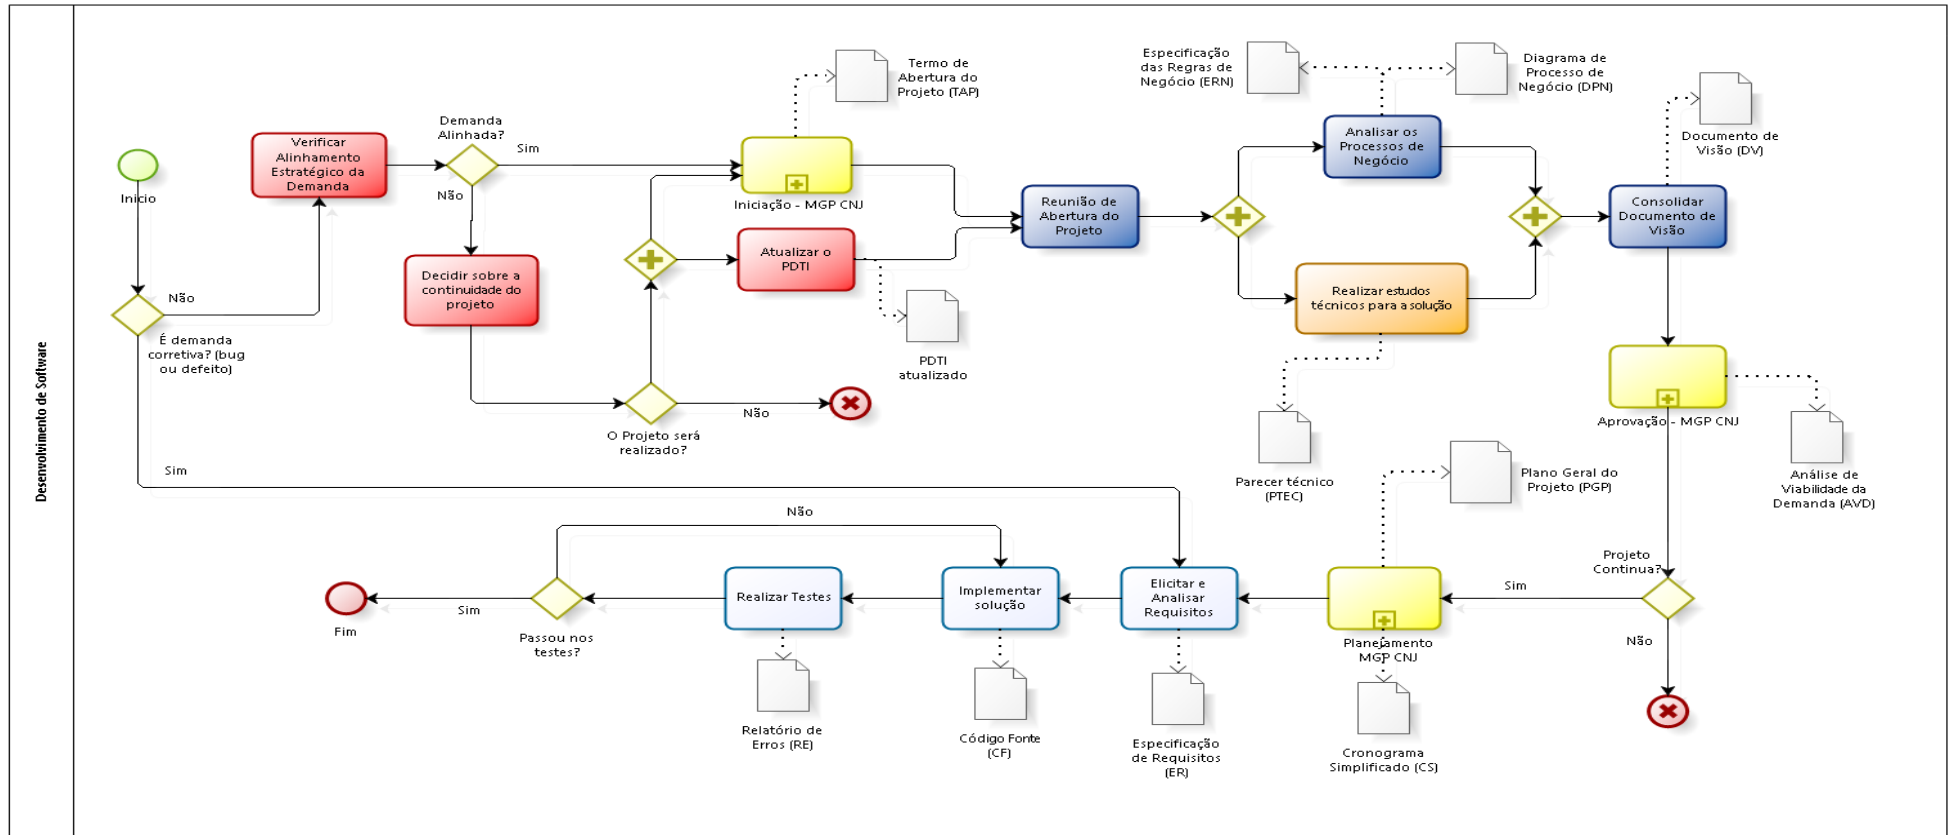 Desenvolvimento de Software
Início
Não
É demanda
corretiva? (bug
ou defeito)
Sim
Verificar
Alinhamento
Estratégico da
Demanda
Demanda
Alinhada?
Sim
Não
Decidir sobre a
continuidade do
projeto
O Projeto será
realizado?
Não
Iniciação - MGP CNJ
Termo de
Abertura do
Projeto (TAP)
Atualizar o
PDTI
PDTI
atualizado
Reunião de
Abertura do
Projeto
Especificação
das Regras de
Negócio (ERN)
Diagrama de
Processo de
Negócio (DPN)
Analisar os
Processos de
Negócio
Realizar estudos
técnicos para a solução
Parecer técnico
(PTEC)
Documento de
Visão (DV)
Consolidar
Documento de
Visão
Aprovação - MGP CNJ
Análise de
Viabilidade da
Demanda (AVD)
Projeto
Continua?
Sim
Não
Plano Geral do
Projeto (PGP)
Planejamento
MGP CNJ
Cronograma
Simplificado (CS)
Elicitar e
Analisar
Requisitos
Especificação
de Requisitos
(ER)
Implementar
solução
Código Fonte
(CF)
Realizar Testes
Relatório de
Erros (RE)
Não
Passou nos
testes?
Sim
Fim